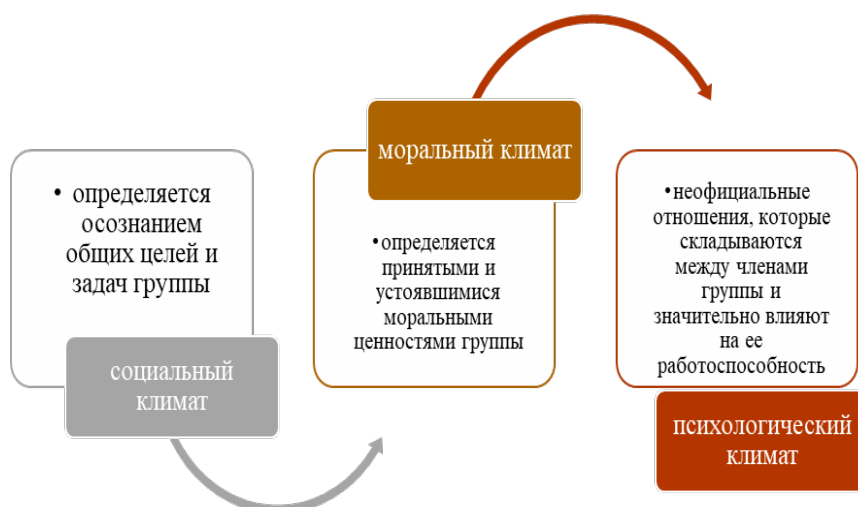 • определяется
осознанием
общих целей и
задач группы
социальный
климат
моральный климат
•определяется
принятыми и
устоявшимися
моральными
ценностями группы
•неофициальные
отношения, которые
складываются
между членами
группы и
значительно влияют
на ее
работоспособность
психологический
климат